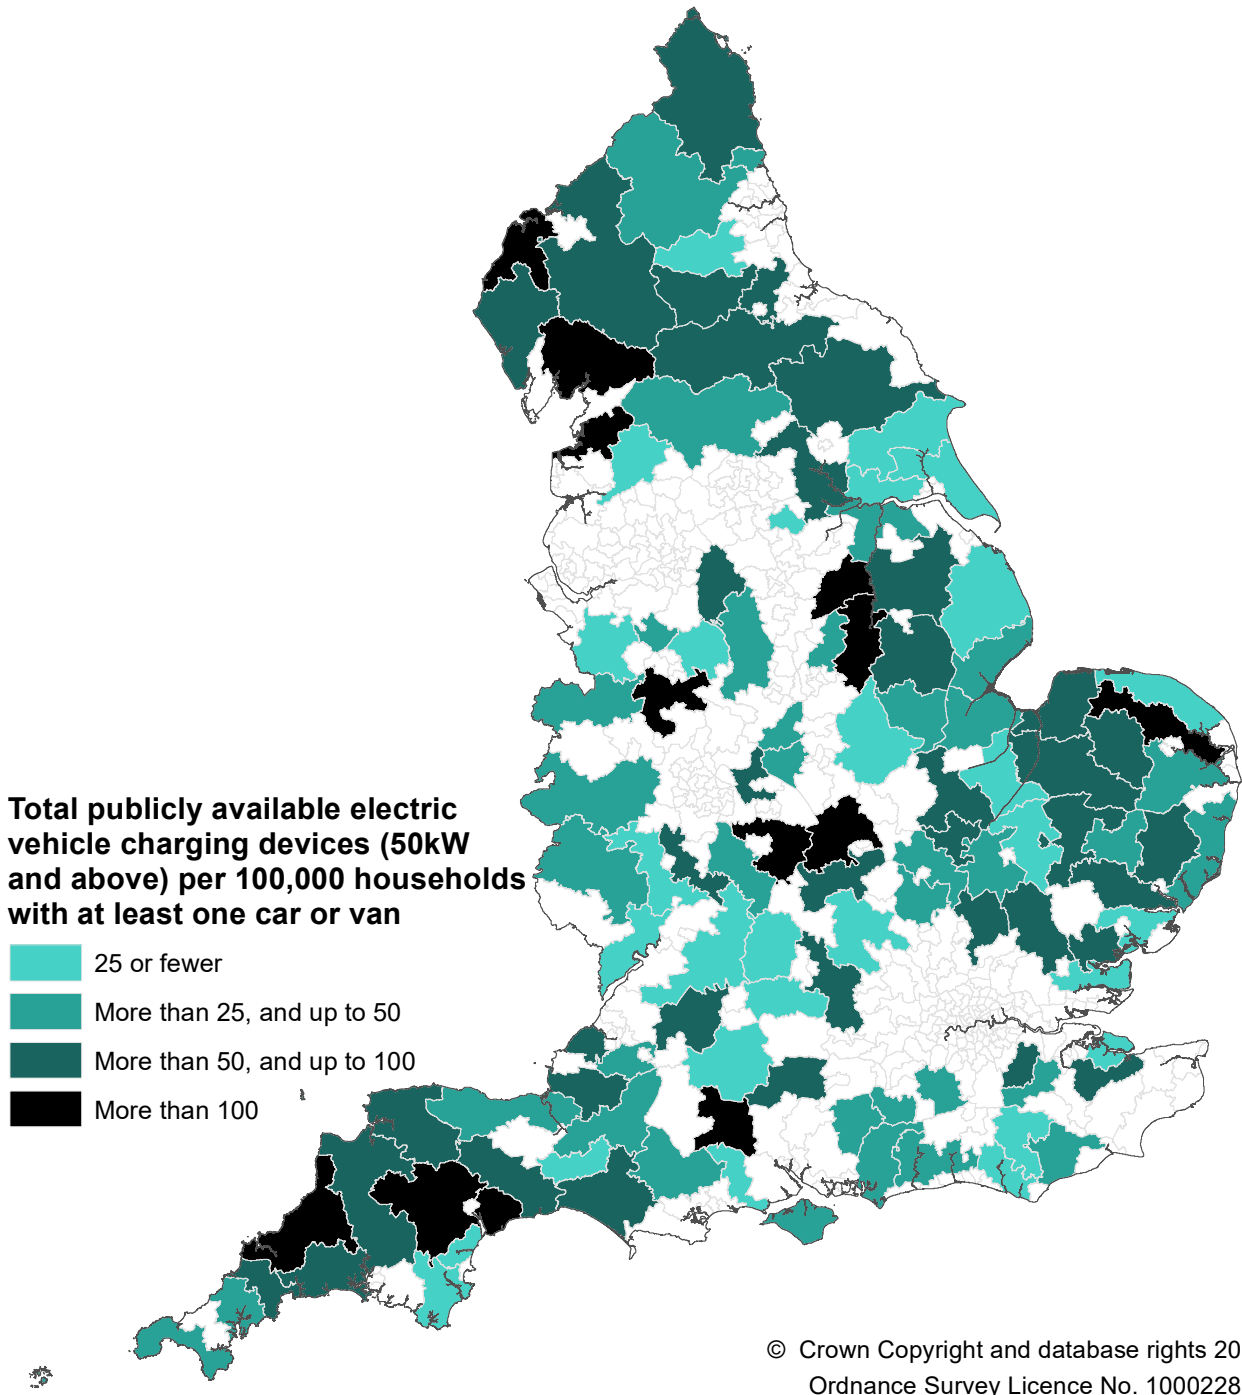 Total publicly available electric
vehicle charging devices (50kW
and above) per 100,000 households
with at least one car or van
25 or fewer
More than 25, and up to 50
More than 50, and up to 100
More than 100
© Crown Copyright and database rights 20
Ordnance Survey Licence No. 1000228